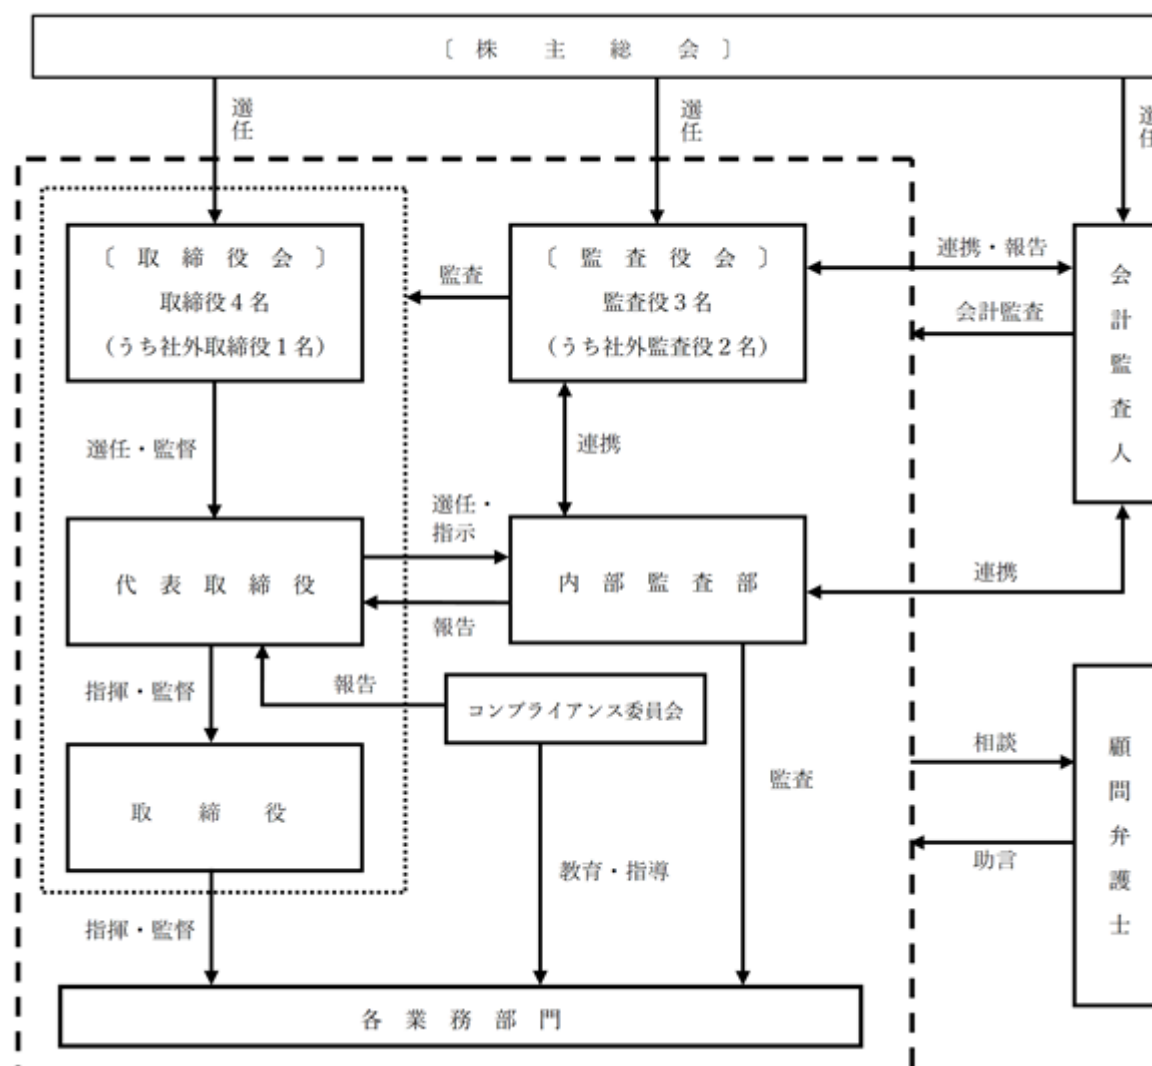 〔 株 主 総 会 〕
選任
選任
選任
〔 取 締 役 会 〕
取締役4名
（うち社外取締役1名）
監査
〔 監 査 役 会 〕
監査役3名
（うち社外監査役2名）
連携・報告
会計監査
会計監査人
選任・監督
連携
選任・
指示
代 表 取 締 役
内 部 監 査 部
連携
報告
指揮・監督
報告
コンプライアンス委員会
取 締 役
監査
相談
助言
顧問弁護士
教育・指導
指揮・監督
各 業 務 部 門